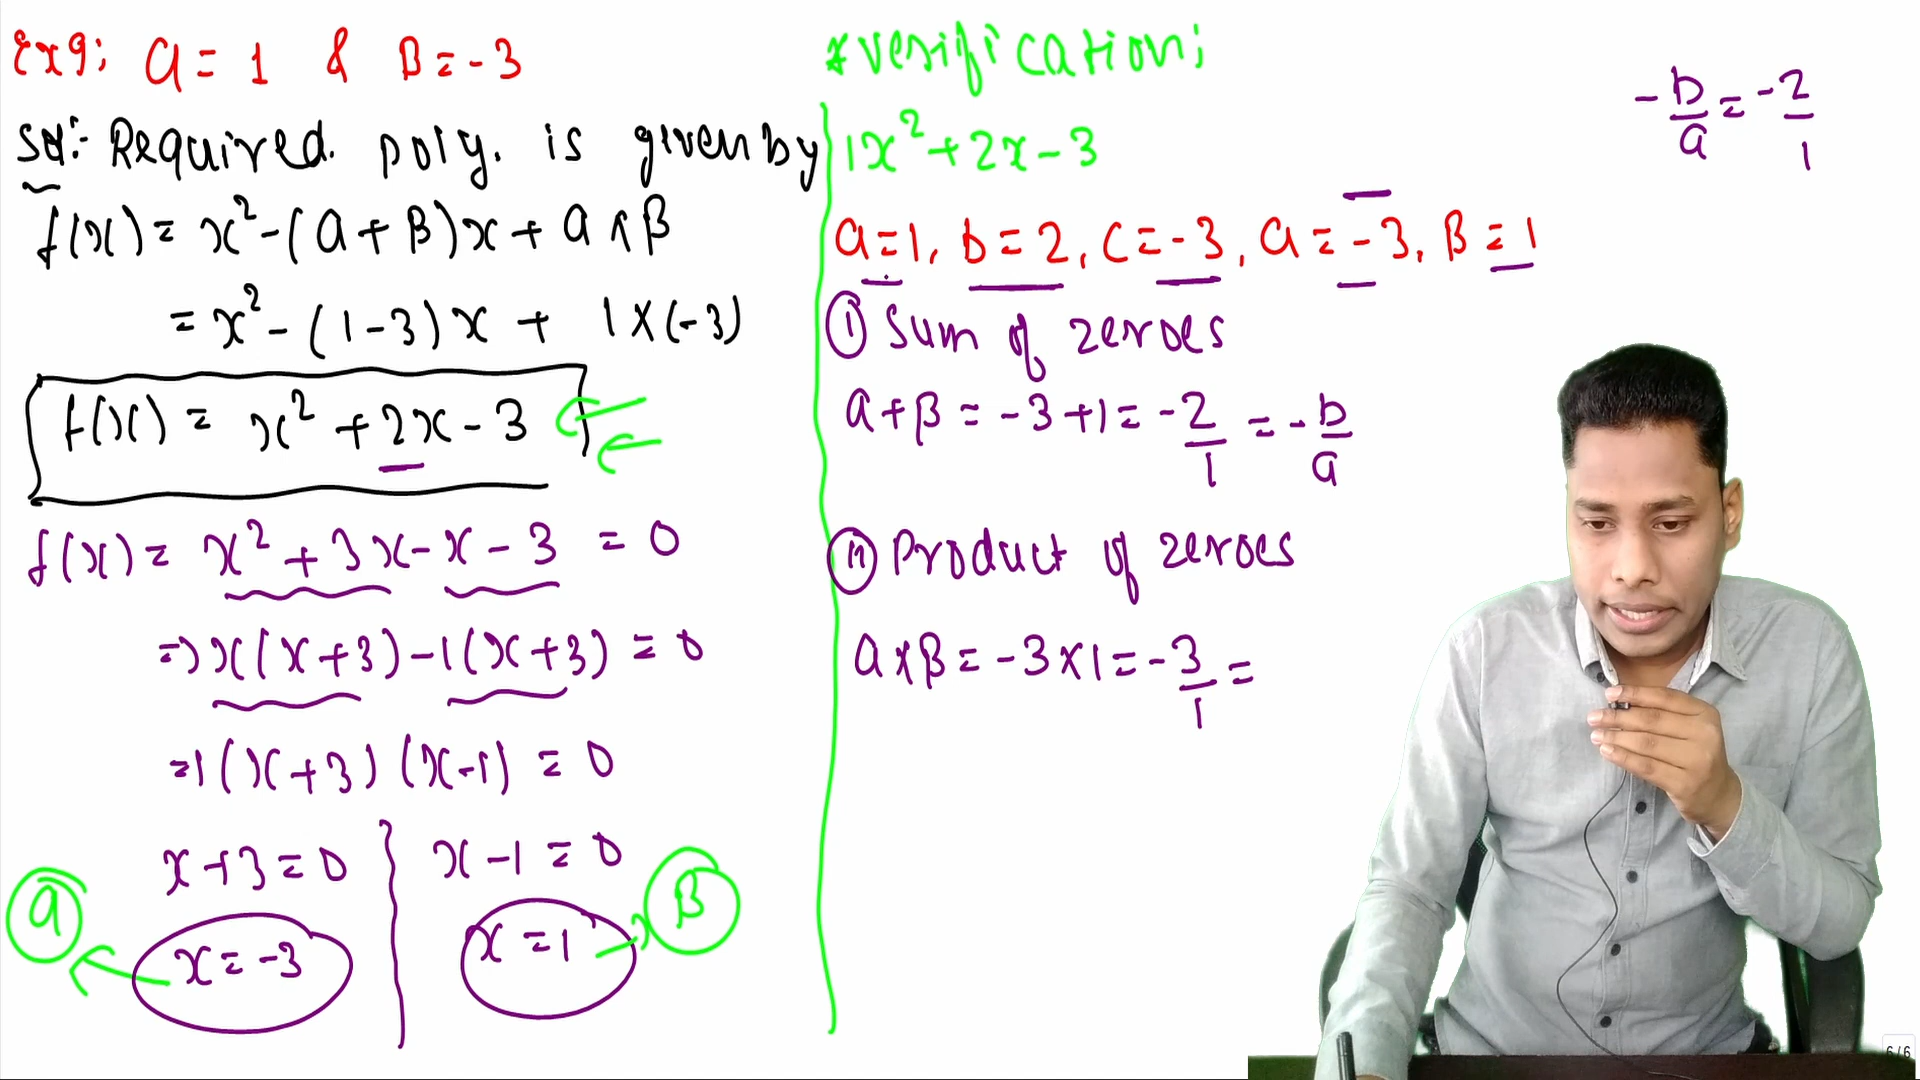 Ex 9: α = 1 & β = -3
Solⁿ:- Required. poly. is given by
f(x) = x² - (α + β)x + α × β
= x² - (1-3)x + 1×(-3)
f(x) = x² + 2x - 3
f(x) = x² + 3x - x - 3 = 0
=> x(x+3) - 1(x+3) = 0
=> (x+3) (x-1) = 0
x+3 = 0
x-1 = 0
α
x = -3
x = 1
β
*verification:
1x² + 2x - 3
a = 1, b = 2, c = -3, α = -3, β = 1
① Sum of zeroes
α + β = -3 + 1 = -2/1 = -b/a
② Product of zeroes
α × β = -3 × 1 = -3/1 =
-b/a = -2/1
6/6